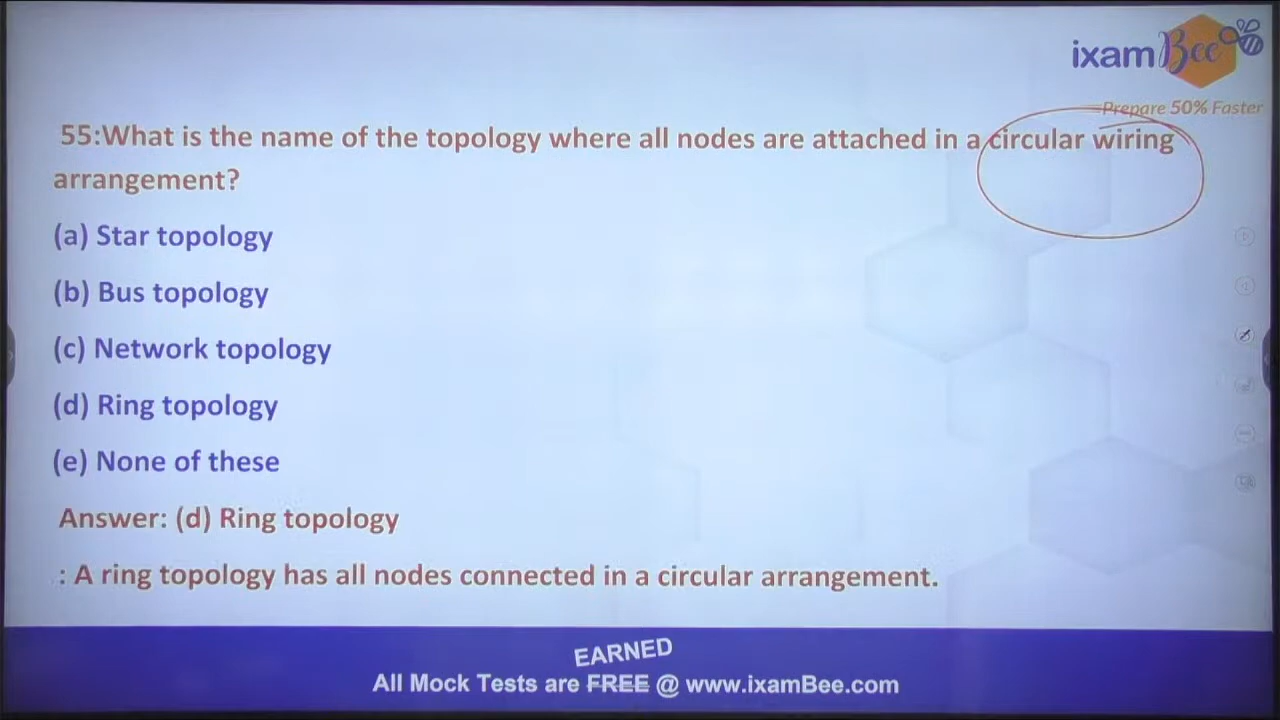 ixamBee
Prepare 50% Faster
55:What is the name of the topology where all nodes are attached in a circular wiring
arrangement?
(a) Star topology
(b) Bus topology
(c) Network topology
(d) Ring topology
(e) None of these
Answer: (d) Ring topology
: A ring topology has all nodes connected in a circular arrangement.
EARNED
All Mock Tests are FREE @ www.ixamBee.com